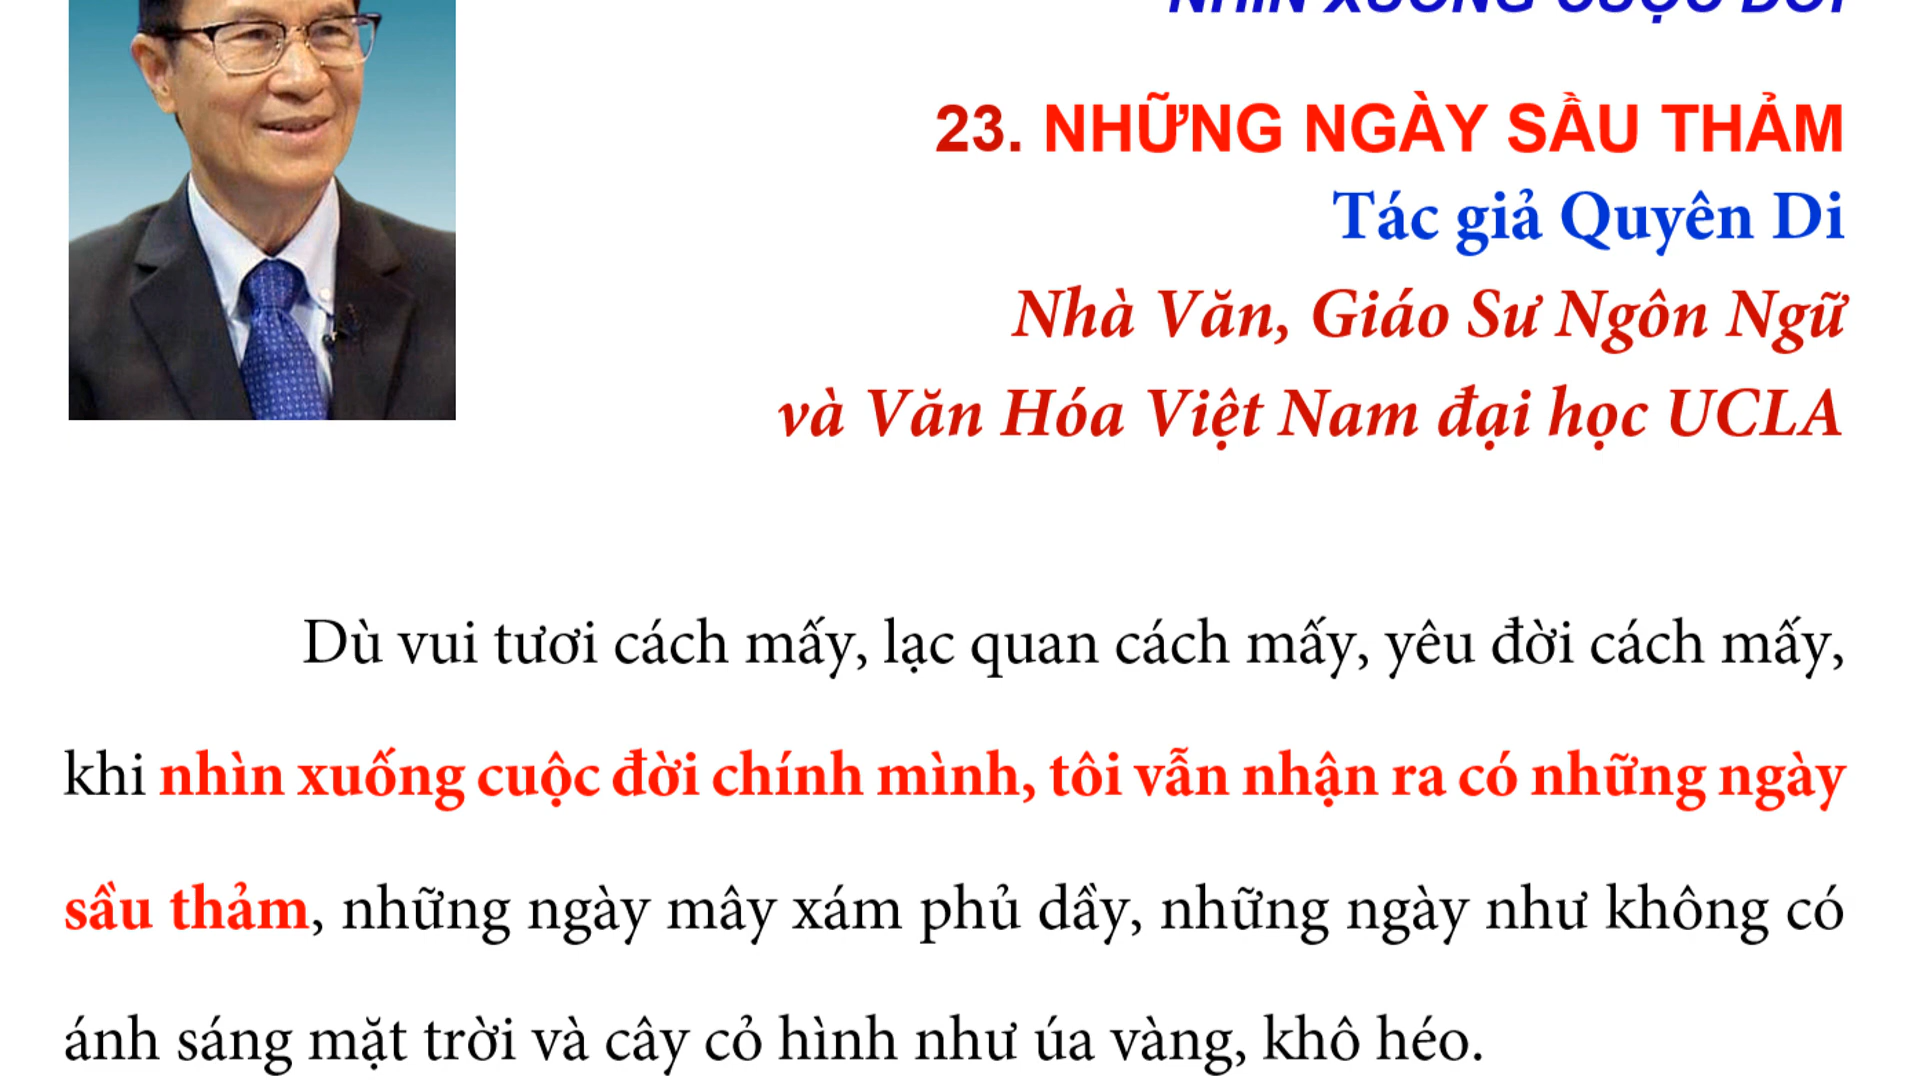 NHÌN XUỐNG CUỘC ĐỜI
23. NHỮNG NGÀY SẦU THẢM
Tác giả Quyên Di
Nhà Văn, Giáo Sư Ngôn Ngữ
và Văn Hóa Việt Nam đại học UCLA
Dù vui tươi cách mấy, lạc quan cách mấy, yêu đời cách mấy,
khi nhìn xuống cuộc đời chính mình, tôi vẫn nhận ra có những ngày
sầu thảm, những ngày mây xám phủ dầy, những ngày như không có
ánh sáng mặt trời và cây cỏ hình như úa vàng, khô héo.